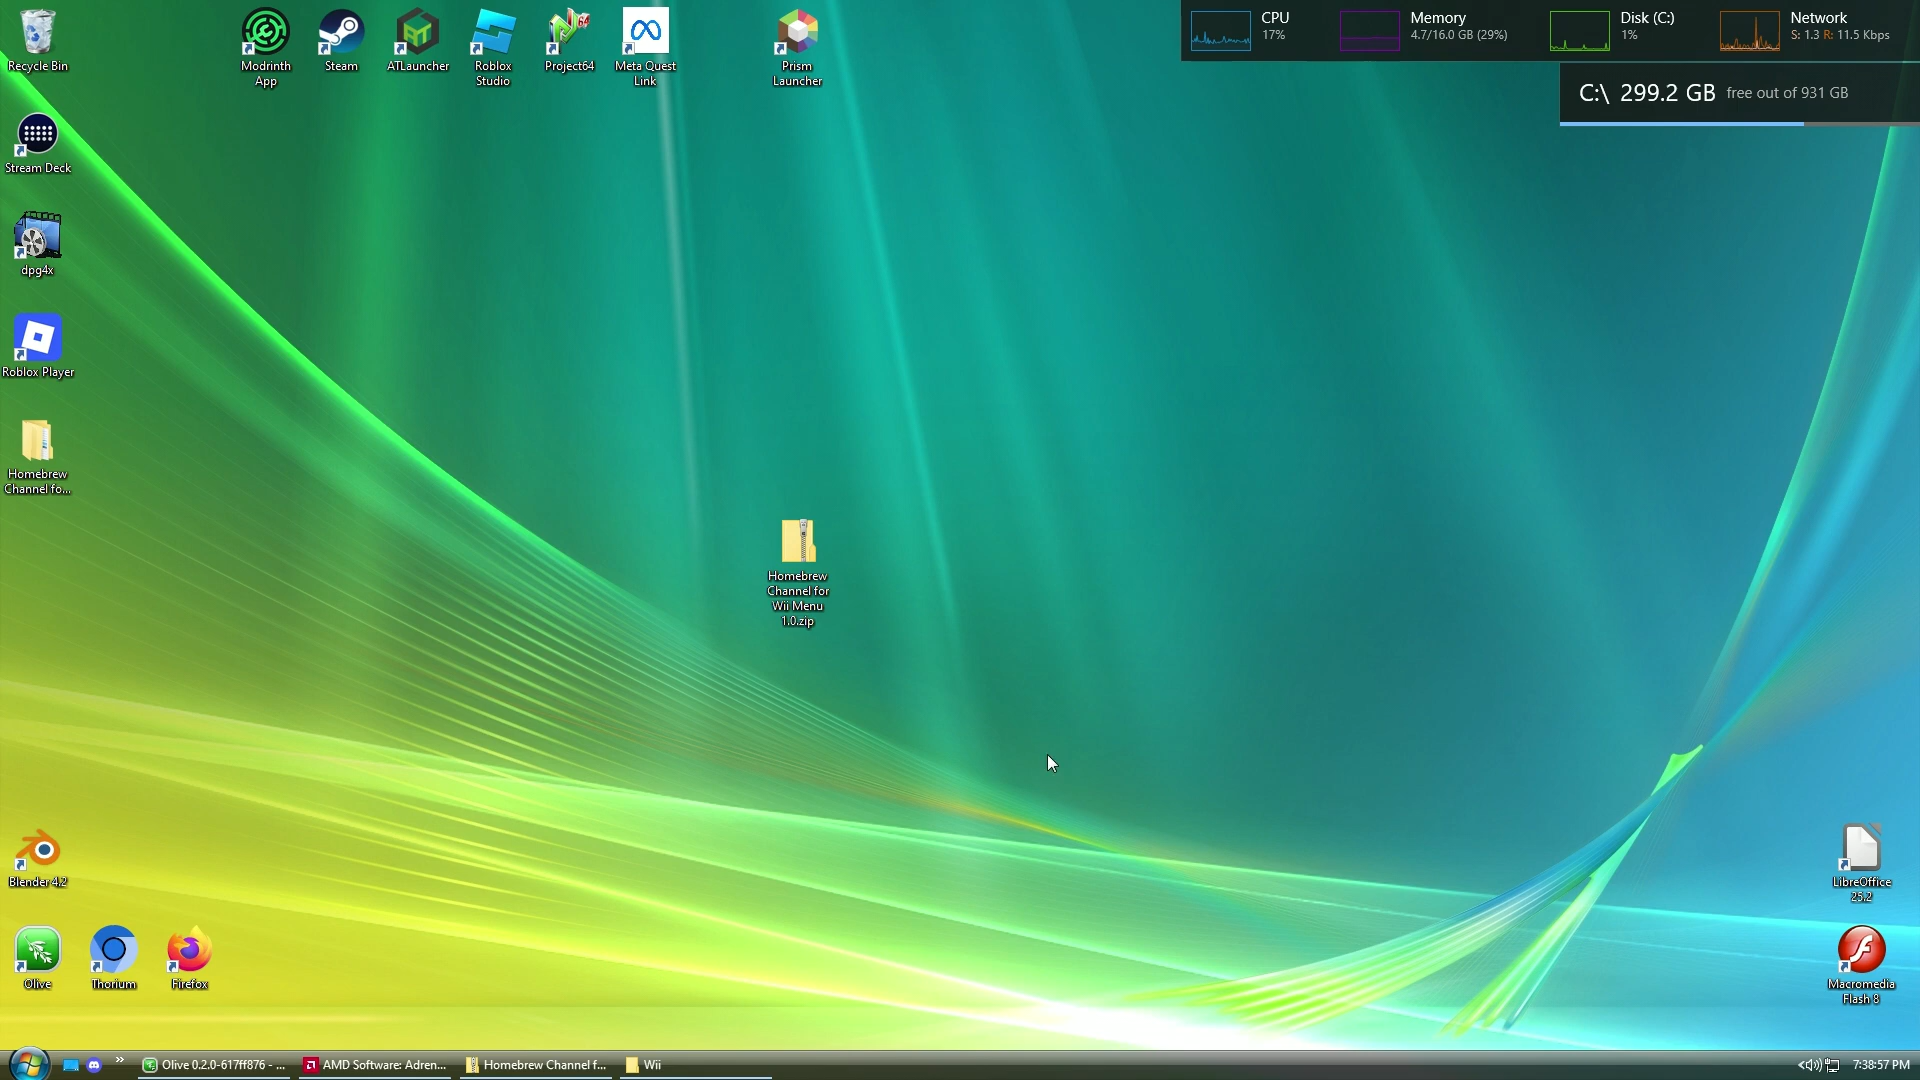 Recycle Bin
Modrinth
App
Steam
ATLauncher
Roblox
Studio
Project64
Meta Quest
Link
Prism
Launcher
CPU
17%
Memory
4.7/16.0 GB (29%)
Disk (C:)
1%
Network
S: 1.3 R: 11.5 Kbps
C:\ 299.2 GB free out of 931 GB
Stream Deck
dpg4x
Roblox Player
Homebrew
Channel fo...
Homebrew
Channel for
Wii Menu
1.0.zip
Blender 4.2
LibreOffice
25.2
Olive
Thorium
Firefox
Macromedia
Flash 8
Olive 0.2.0-617ff876 - ...
AMD Software: Adren...
Homebrew Channel f...
Wii
7:38:57 PM